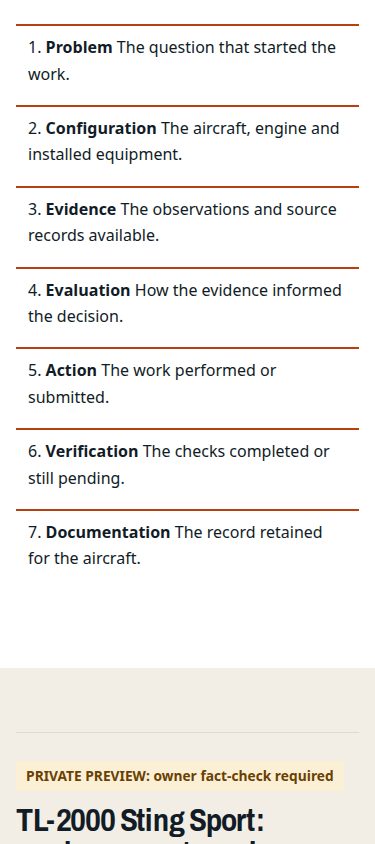 1. Problem The question that started the
work.
2. Configuration The aircraft, engine and
installed equipment.
3. Evidence The observations and source
records available.
4. Evaluation How the evidence informed
the decision.
5. Action The work performed or
submitted.
6. Verification The checks completed or
still pending.
7. Documentation The record retained
for the aircraft.
PRIVATE PREVIEW: owner fact-check required
TL-2000 Sting Sport: